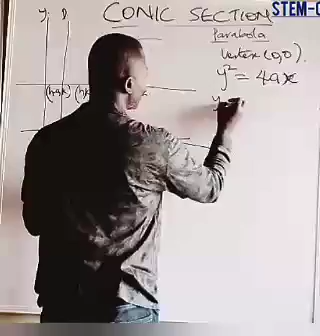 CONIC SECTION
STEM-C
Parabola
Vertex (0,0).
y² = 4ax
y